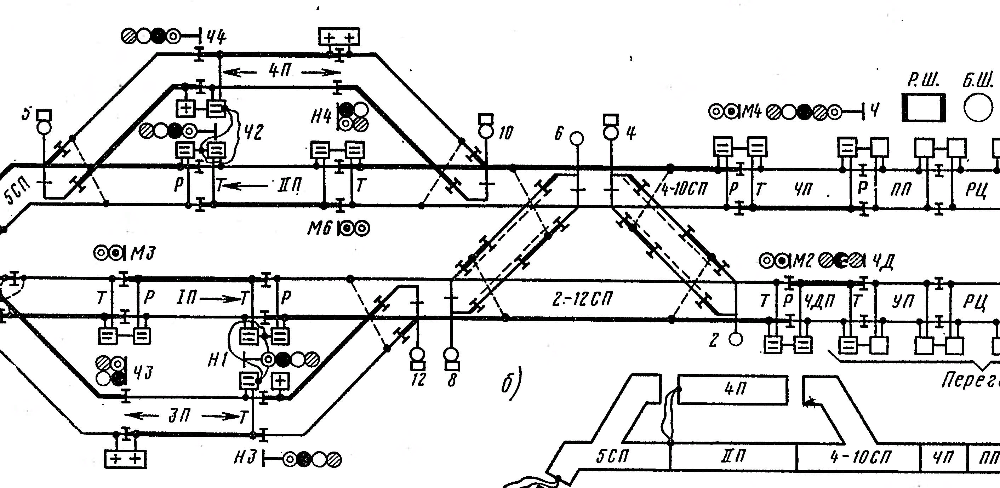 Ч4
4П
Р.Ш. Б.Ш.
5 Н4 10 6 4 М4 Ч
Ч2
5СП Р Т IIП Т 4-10СП Р Т ЧП Р ПП РЦ
М6
М3 М2 ЧД
Т Р IП Т Р 2-12СП Т Р ЧДП Т УП РЦ
2
Ч3 Н1 12 8
б) 4П
3П Т
Н3 5СП IIП 4-10СП ЧП ПП